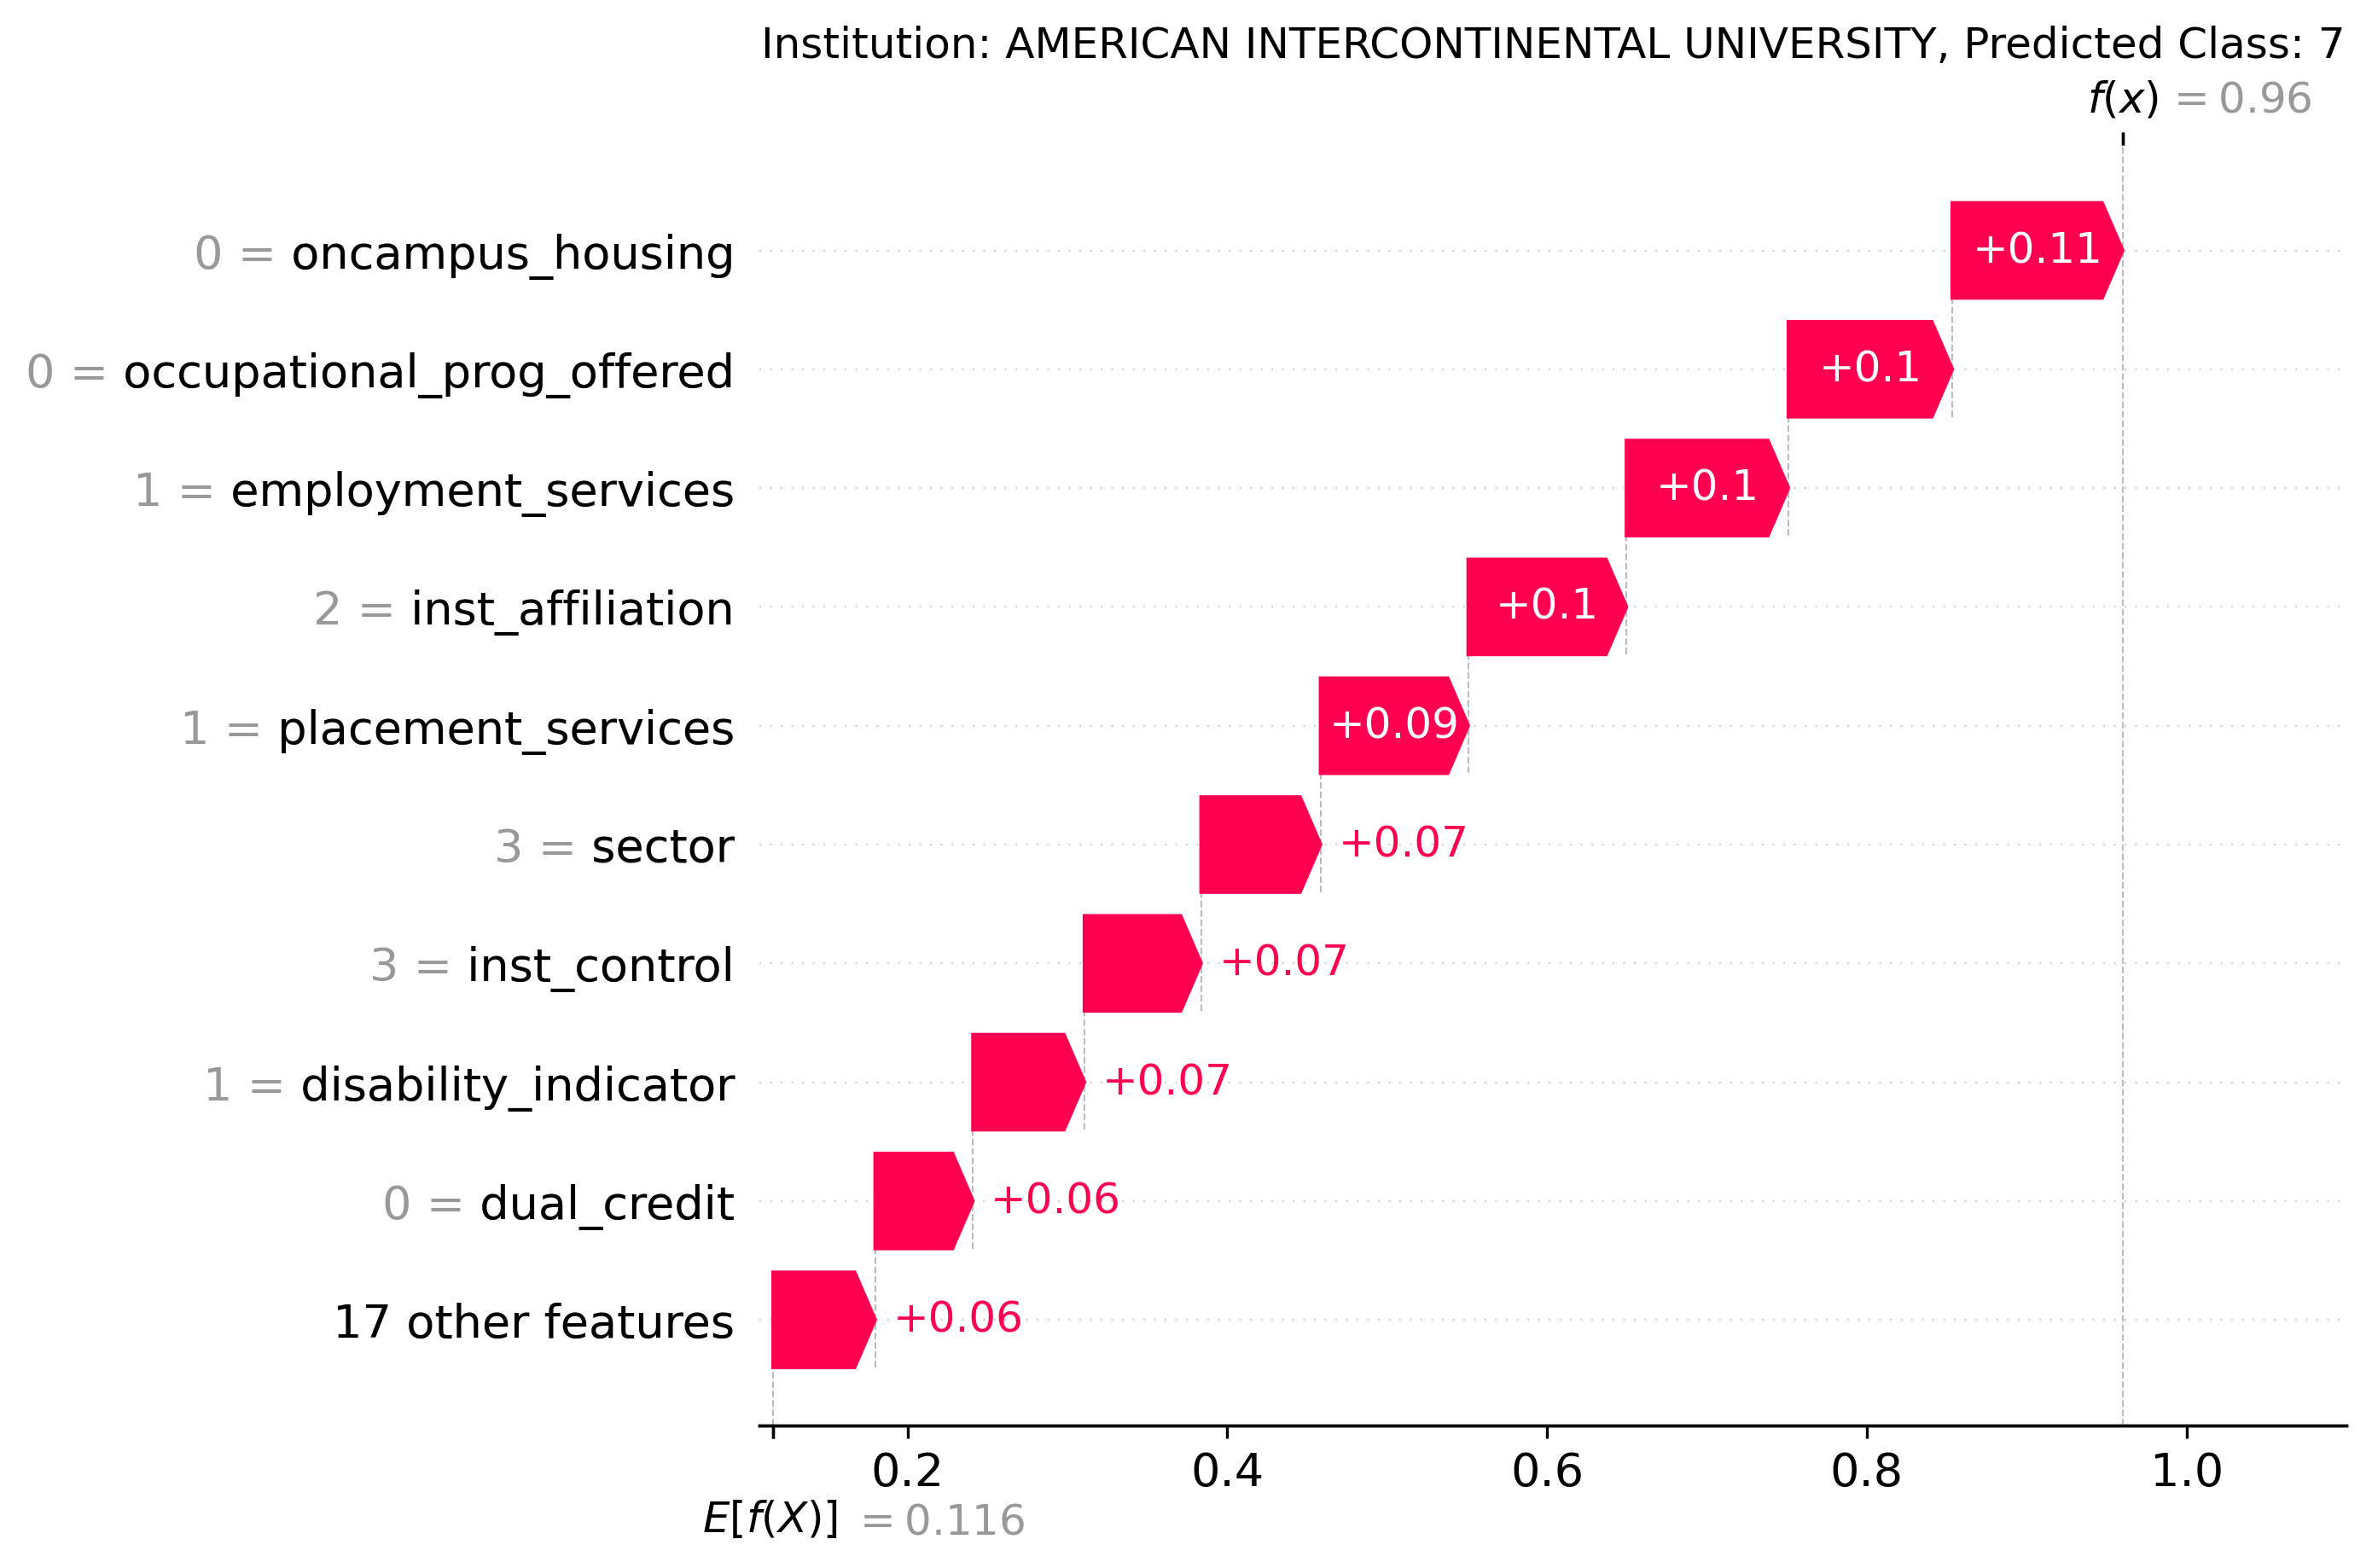 Institution: AMERICAN INTERCONTINENTAL UNIVERSITY, Predicted Class: 7
f(x) = 0.96
0 = oncampus_housing +0.11
0 = occupational_prog_offered +0.1
1 = employment_services +0.1
2 = inst_affiliation +0.1
1 = placement_services +0.09
3 = sector +0.07
3 = inst_control +0.07
1 = disability_indicator +0.07
0 = dual_credit +0.06
17 other features +0.06
0.2 0.4 0.6 0.8 1.0
E[f(X)] = 0.116